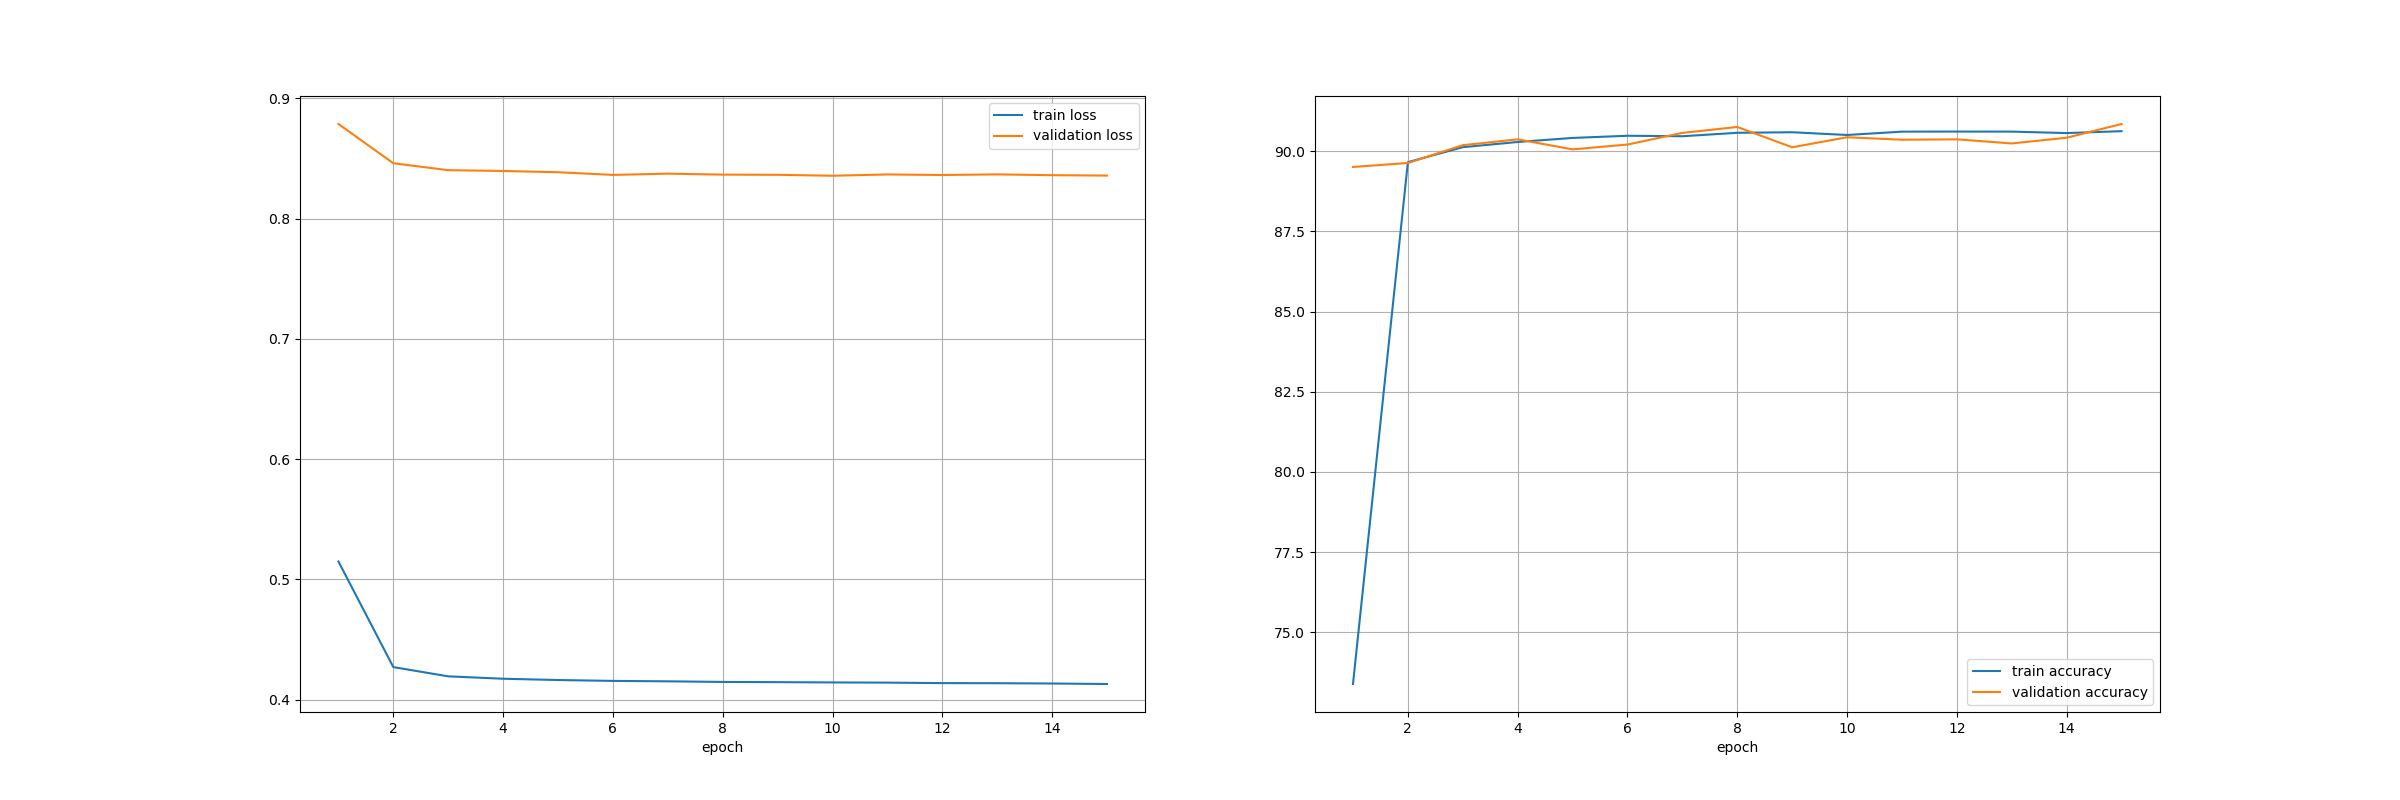 0.9
0.8
0.7
0.6
0.5
0.4
2 4 6 8 10 12 14
epoch
train loss
validation loss
90.0
87.5
85.0
82.5
80.0
77.5
75.0
2 4 6 8 10 12 14
epoch
train accuracy
validation accuracy